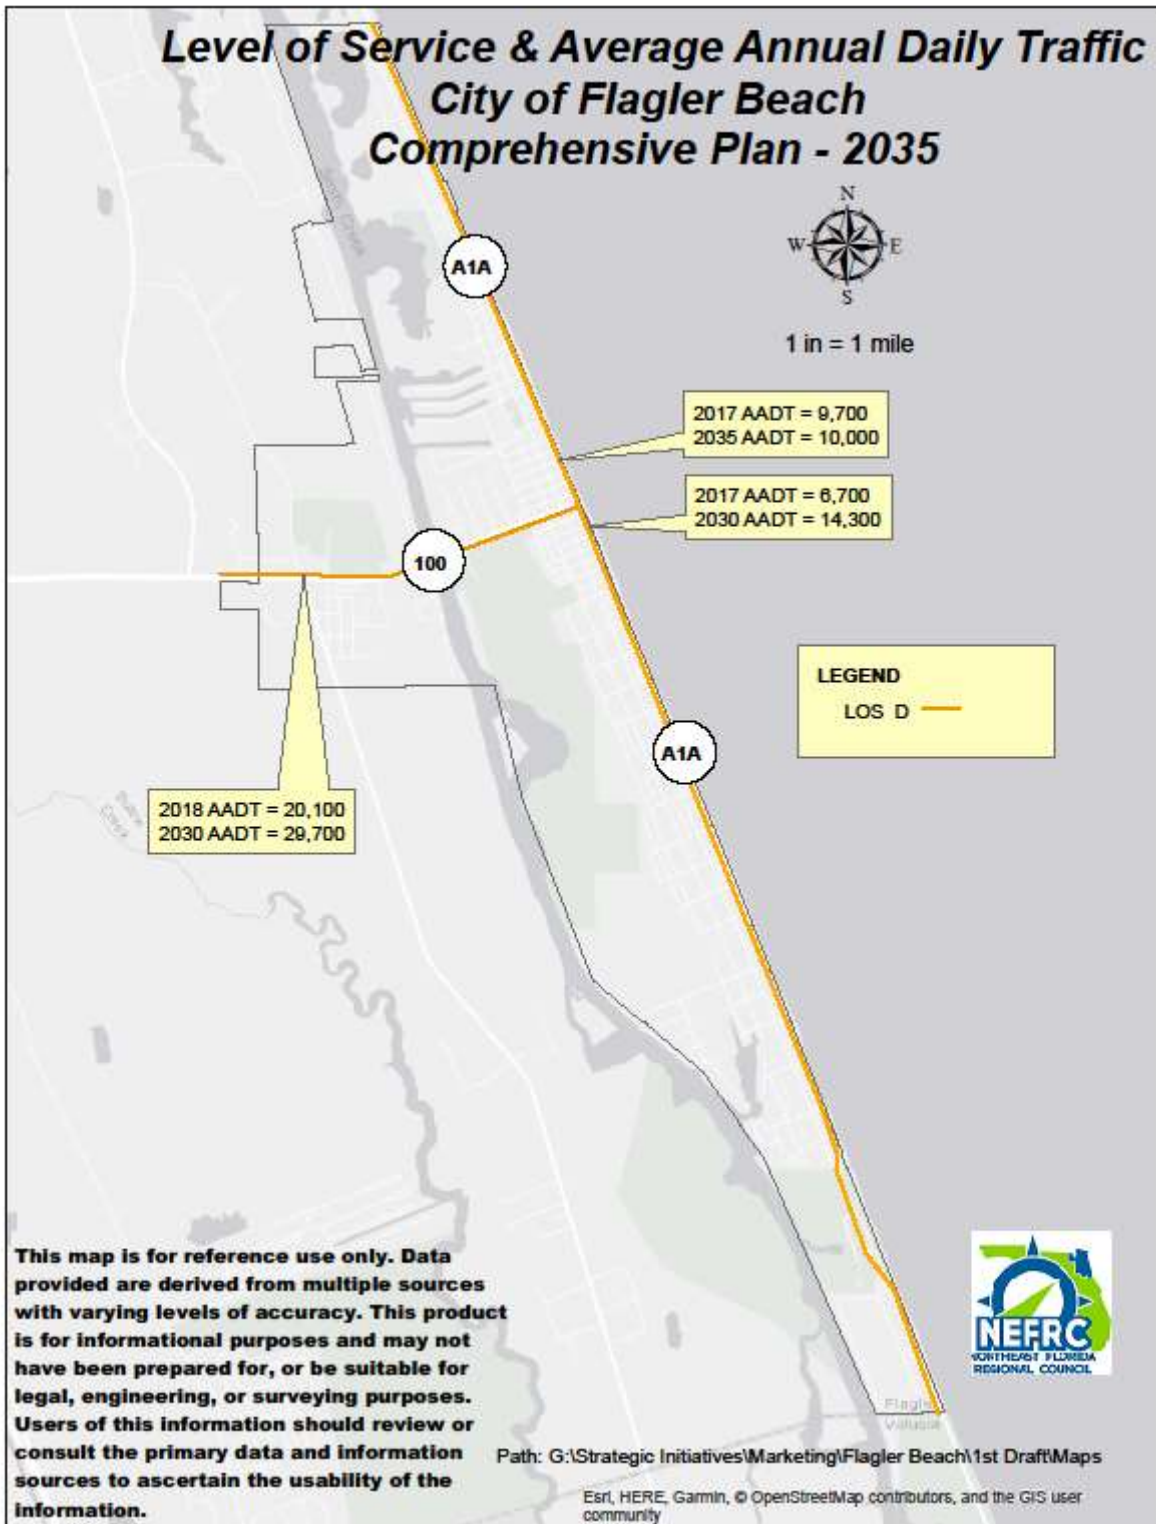 Level of Service & Average Annual Daily Traffic
City of Flagler Beach
Comprehensive Plan - 2035
N
W E
S
A1A
1 in = 1 mile
2017 AADT = 9,700
2035 AADT = 10,000
2017 AADT = 6,700
2030 AADT = 14,300
100
LEGEND
LOS D
A1A
2018 AADT = 20,100
2030 AADT = 29,700
Creek
This map is for reference use only. Data
provided are derived from multiple sources
with varying levels of accuracy. This product
is for informational purposes and may not
have been prepared for, or be suitable for
legal, engineering, or surveying purposes.
Users of this information should review or
consult the primary data and information
sources to ascertain the usability of the
information.
NEFRC
NORTHEAST FLORIDA
REGIONAL COUNCIL
Flagler
Volusia
Path: G:\Strategic Initiatives\Marketing\Flagler Beach\1st Draft\Maps
Esri, HERE, Garmin, © OpenStreetMap contributors, and the GIS user
community